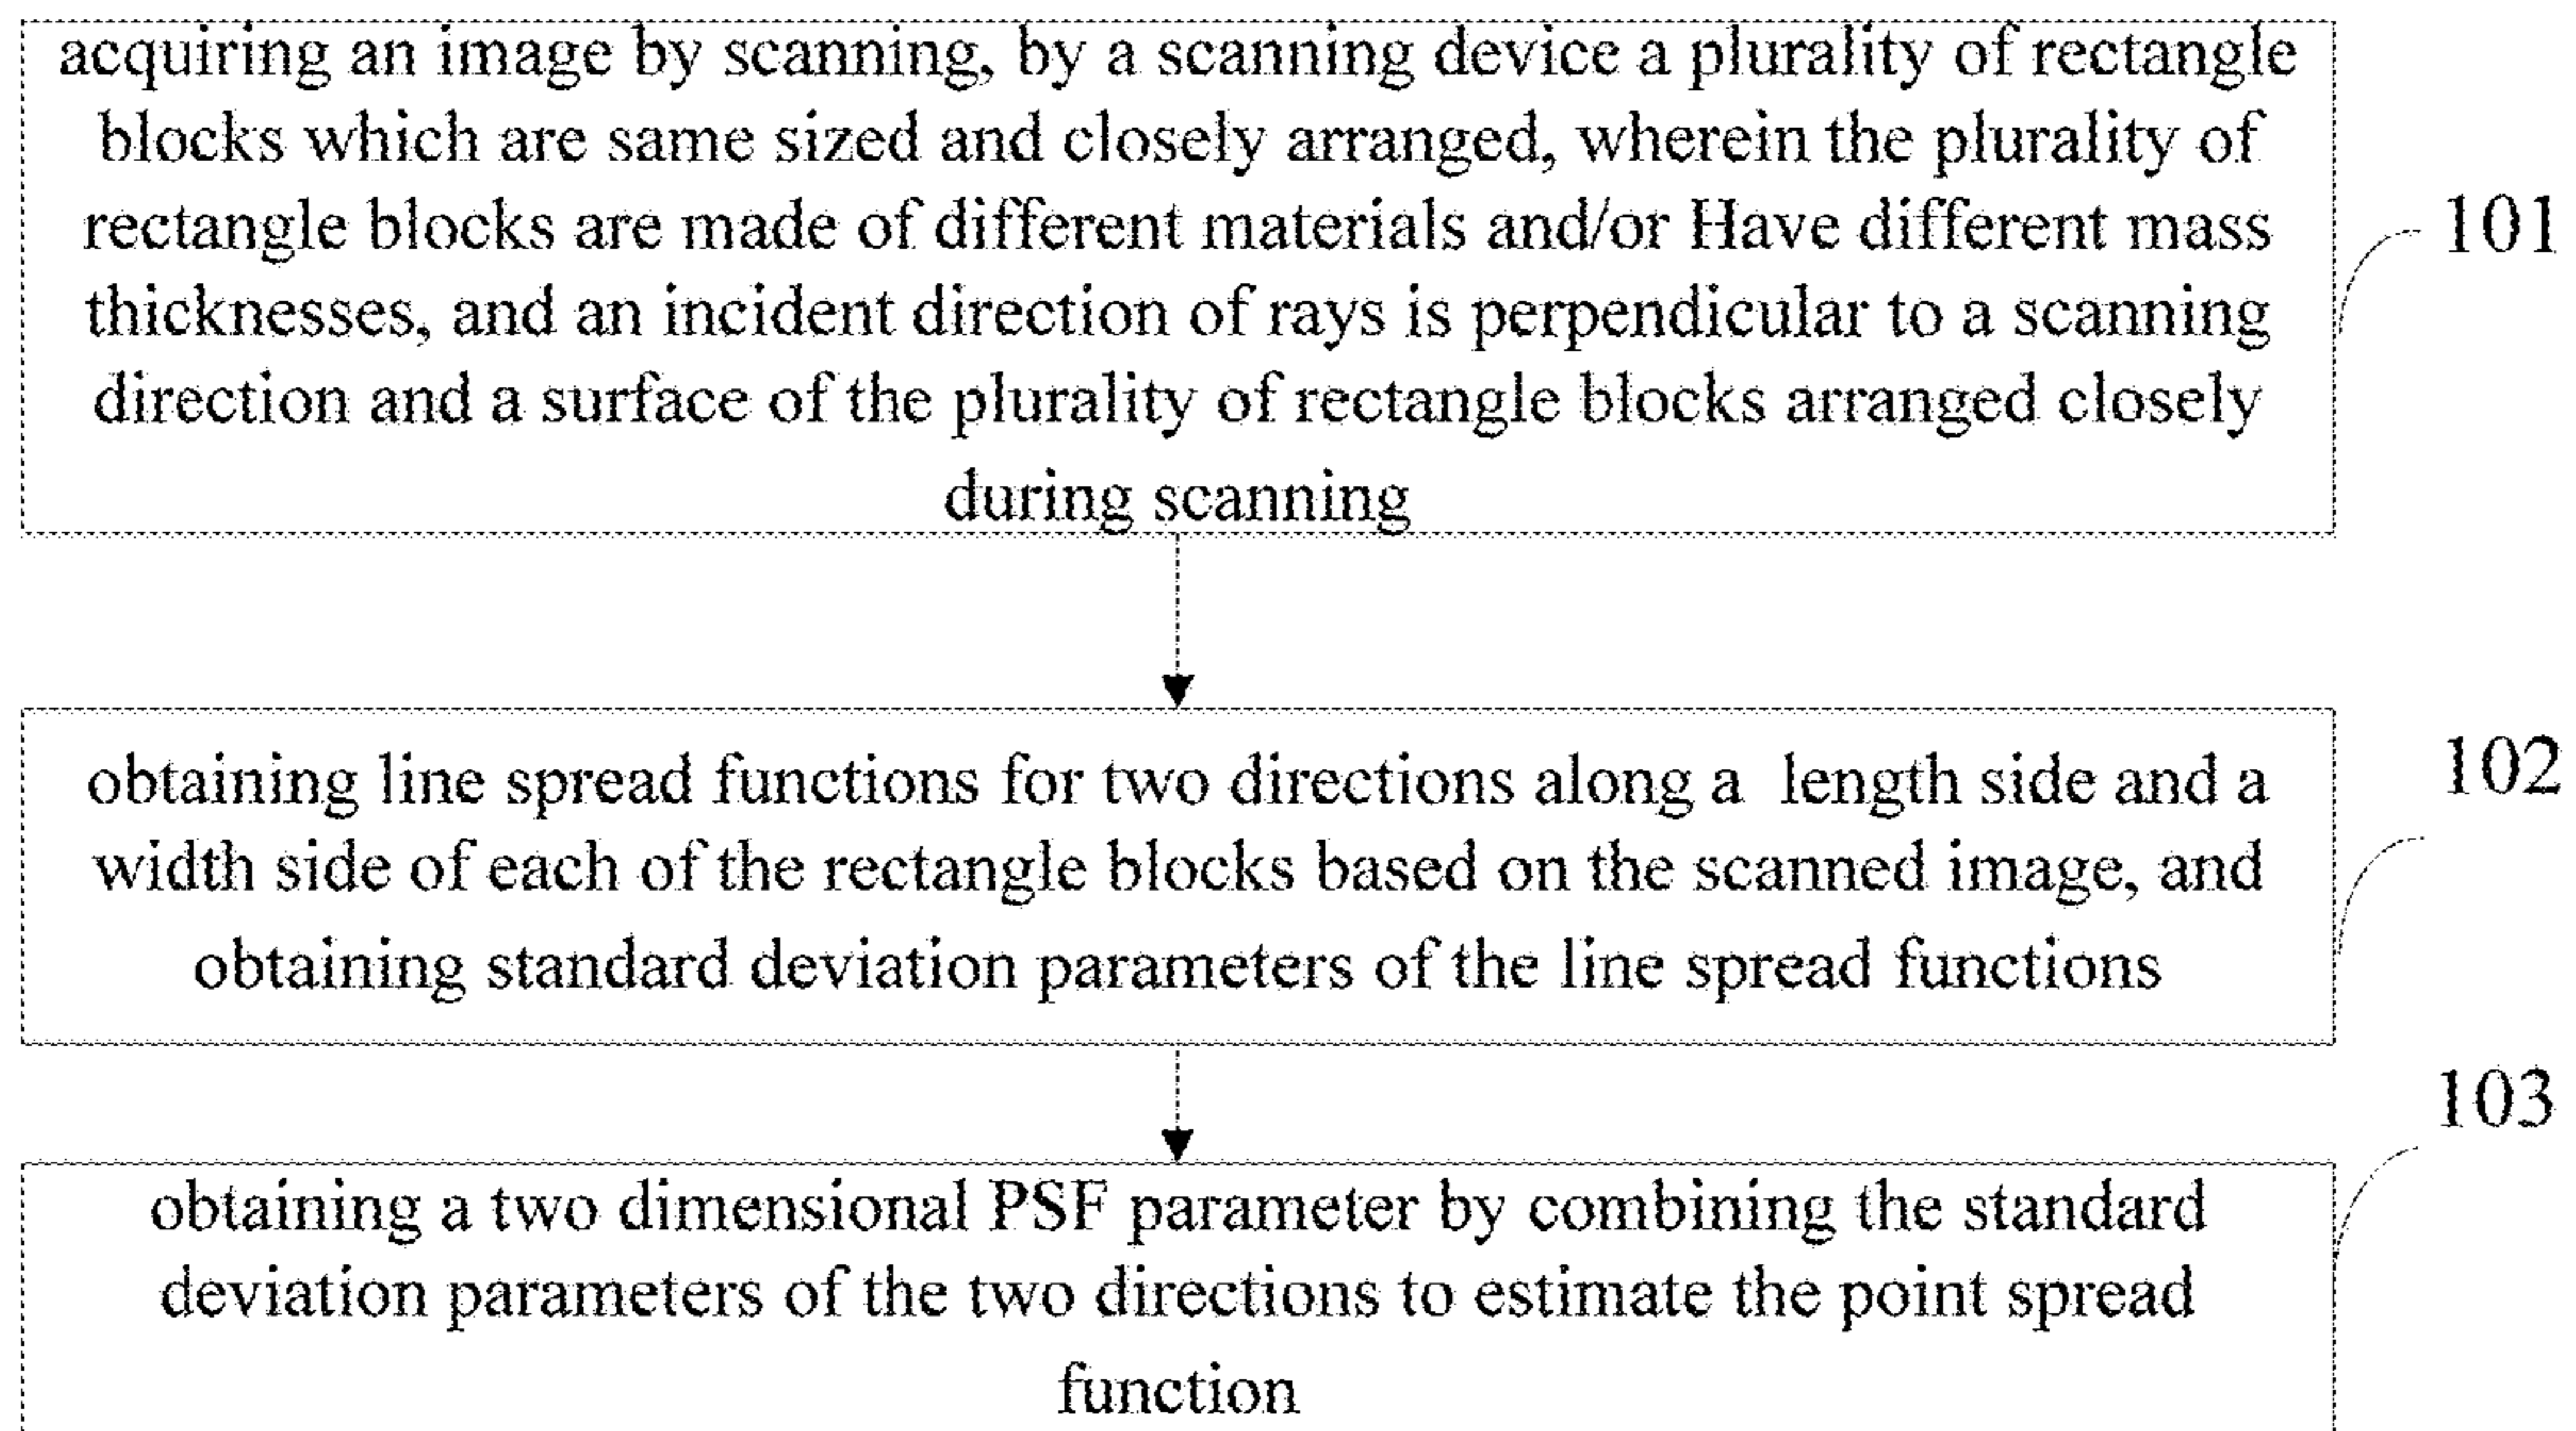 acquiring an image by scanning, by a scanning device a plurality of rectangle
blocks which are same sized and closely arranged, wherein the plurality of
rectangle blocks are made of different materials and/or Have different mass
thicknesses, and an incident direction of rays is perpendicular to a scanning
direction and a surface of the plurality of rectangle blocks arranged closely
during scanning
101
obtaining line spread functions for two directions along a length side and a
width side of each of the rectangle blocks based on the scanned image, and
obtaining standard deviation parameters of the line spread functions
102
obtaining a two dimensional PSF parameter by combining the standard
deviation parameters of the two directions to estimate the point spread
function
103